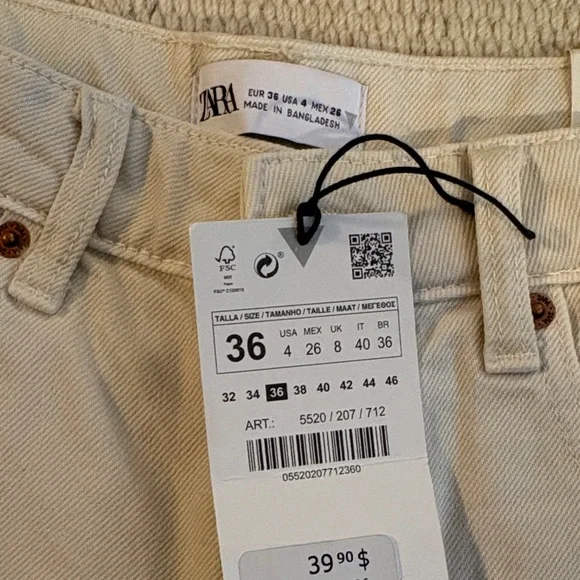 ZARA
EUR 36 USA 4 MEX 26
MADE IN BANGLADESH
FSC
MIX
TALLA / SIZE / TAMANHO / TAILLE / MAAT / ΜΕΓΕΘΟΣ
36
USA MEX UK IT BR
4 26 8 40 36
32 34 36 38 40 42 44 46
ART.: 5520 / 207 / 712
05520207712360
39 90 $